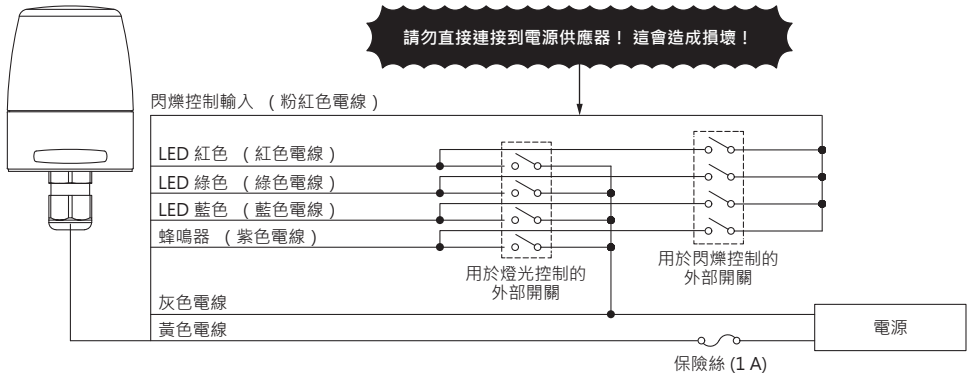 請勿直接連接到電源供應器！ 這會造成損壞！
閃爍控制輸入 （粉紅色電線）
LED 紅色 （紅色電線）
LED 綠色 （綠色電線）
LED 藍色 （藍色電線）
蜂鳴器 （紫色電線）
用於燈光控制的
外部開關
用於閃爍控制的
外部開關
灰色電線
黃色電線
電源
保險絲 (1 A)